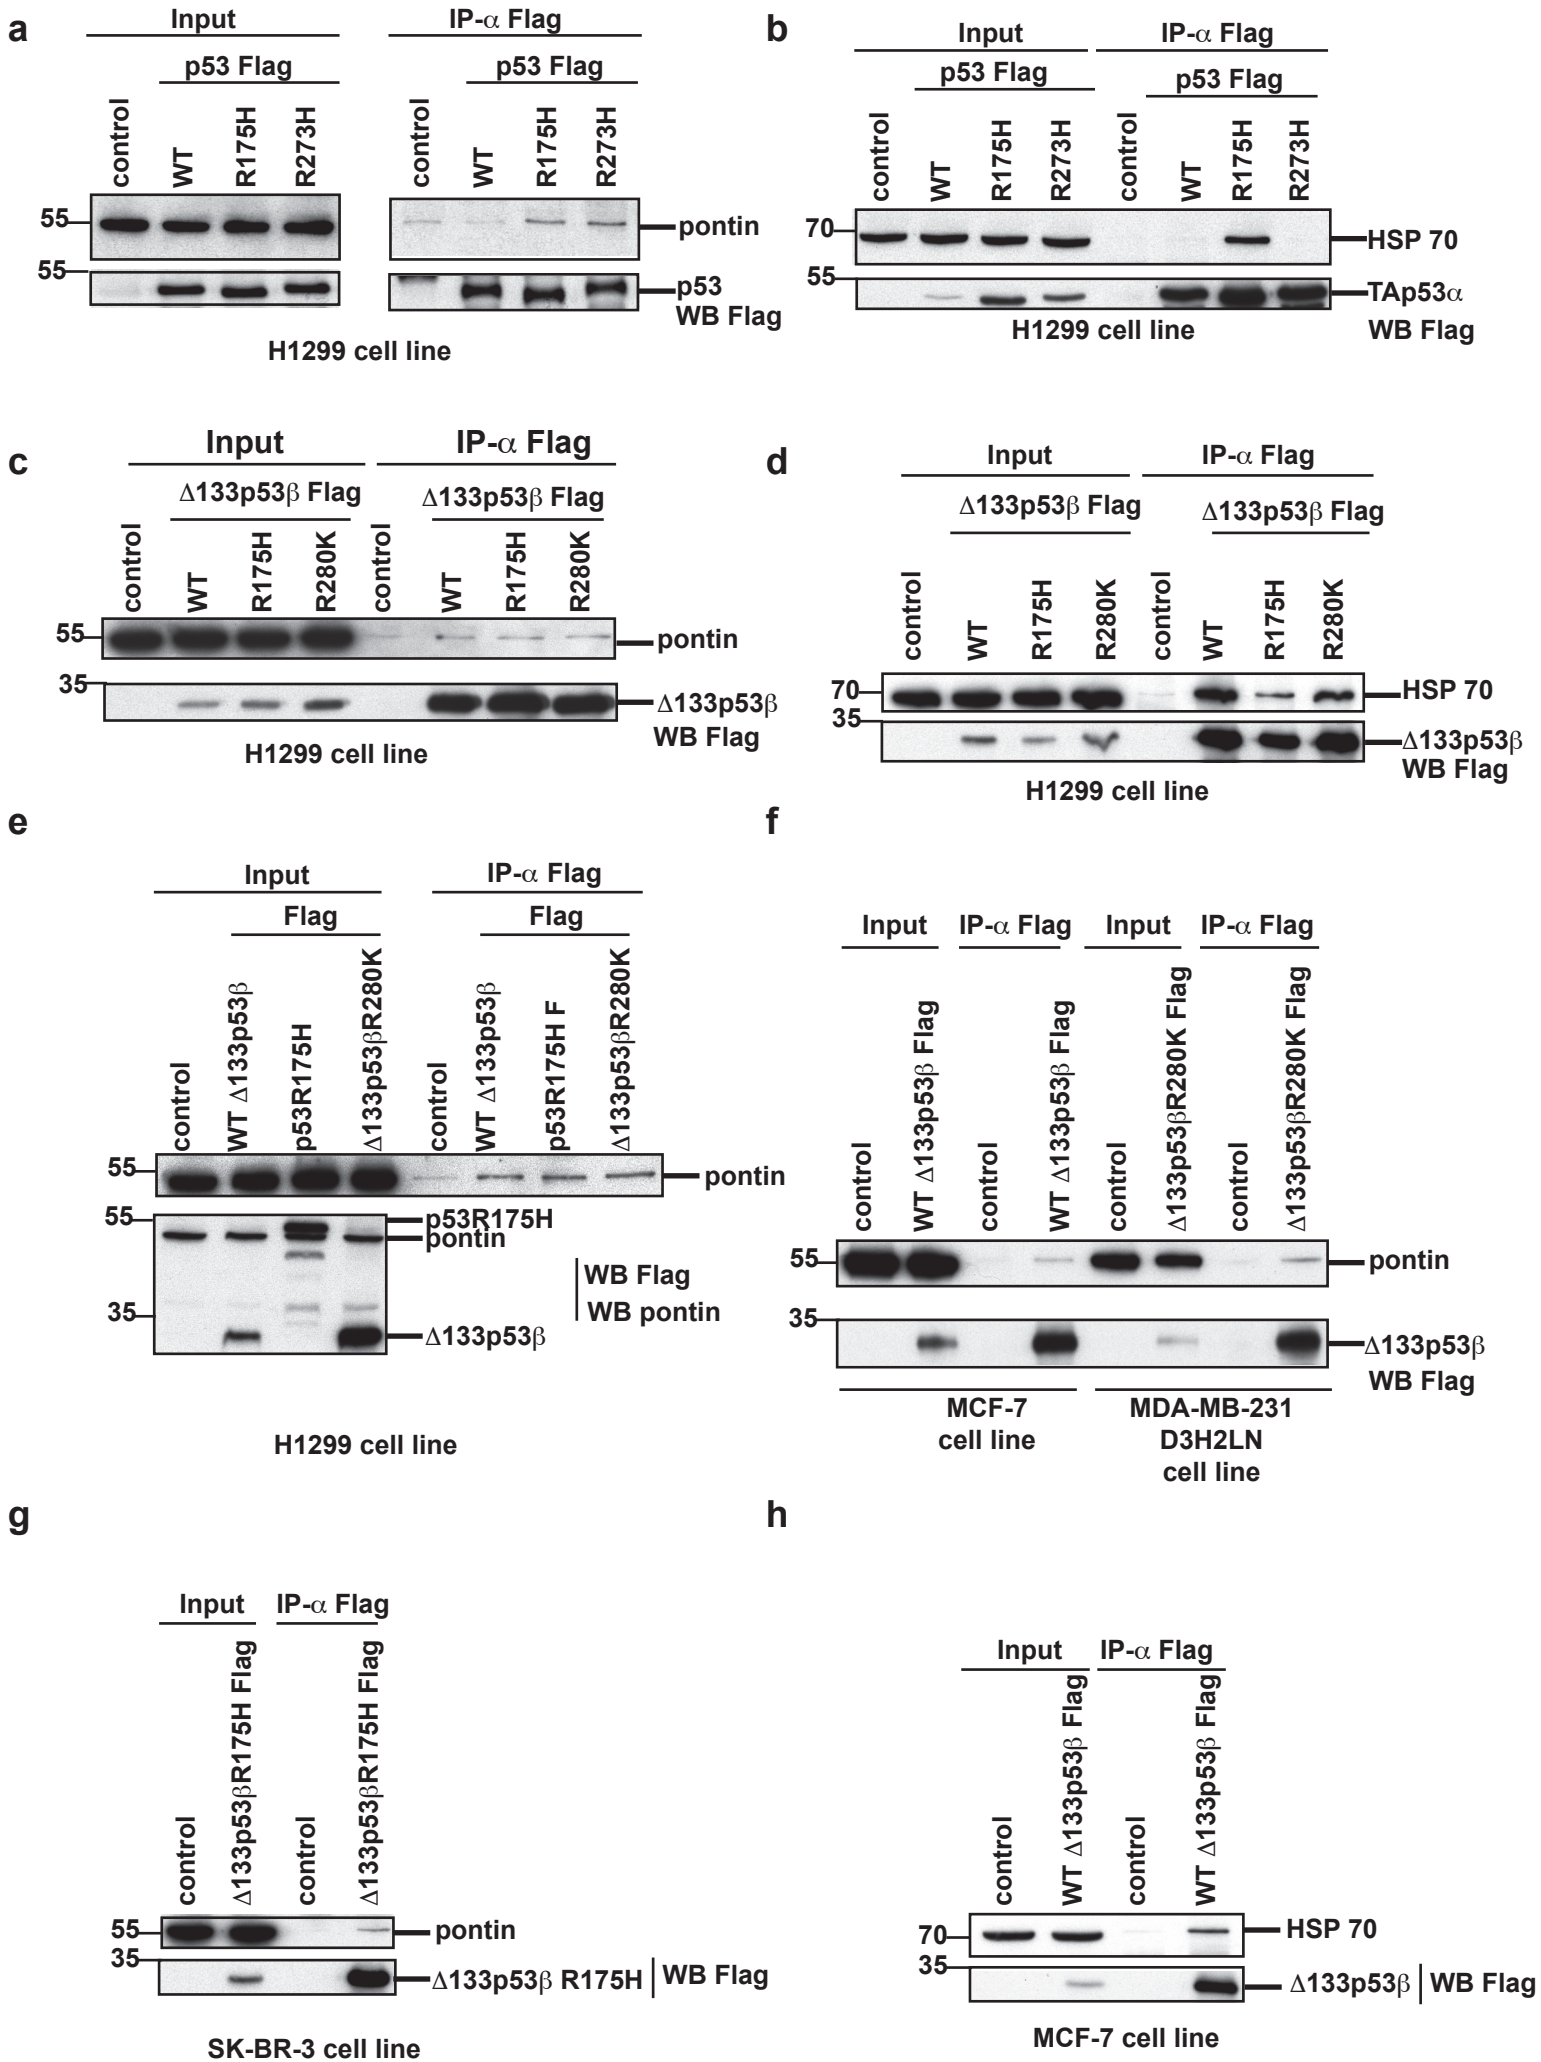 a
Input
IP-α Flag
p53 Flag
p53 Flag
control
WT
R175H
R273H
control
WT
R175H
R273H
55
pontin
55
p53
WB Flag
H1299 cell line
b
Input
IP-α Flag
p53 Flag
p53 Flag
control
WT
R175H
R273H
control
WT
R175H
R273H
70
HSP 70
55
TAp53α
WB Flag
H1299 cell line
c
Input
IP-α Flag
Δ133p53β Flag
Δ133p53β Flag
control
WT
R175H
R280K
control
WT
R175H
R280K
55
pontin
35
Δ133p53β
WB Flag
H1299 cell line
d
Input
IP-α Flag
Δ133p53β Flag
Δ133p53β Flag
control
WT
R175H
R280K
control
WT
R175H
R280K
70
HSP 70
35
Δ133p53β
WB Flag
H1299 cell line
e
Input
IP-α Flag
Flag
Flag
control
WT Δ133p53β
p53R175H
Δ133p53βR280K
control
WT Δ133p53β
p53R175H F
Δ133p53βR280K
55
pontin
55
p53R175H
pontin
WB Flag
WB pontin
35
Δ133p53β
H1299 cell line
f
Input
IP-α Flag
Input
IP-α Flag
control
WT Δ133p53β Flag
control
WT Δ133p53β Flag
control
Δ133p53βR280K Flag
control
Δ133p53βR280K Flag
55
pontin
35
Δ133p53β
WB Flag
MCF-7
cell line
MDA-MB-231
D3H2LN
cell line
g
Input
IP-α Flag
control
Δ133p53βR175H Flag
control
Δ133p53βR175H Flag
55
pontin
35
Δ133p53β R175H
WB Flag
SK-BR-3 cell line
h
Input
IP-α Flag
control
WT Δ133p53β Flag
control
WT Δ133p53β Flag
70
HSP 70
35
Δ133p53β
WB Flag
MCF-7 cell line